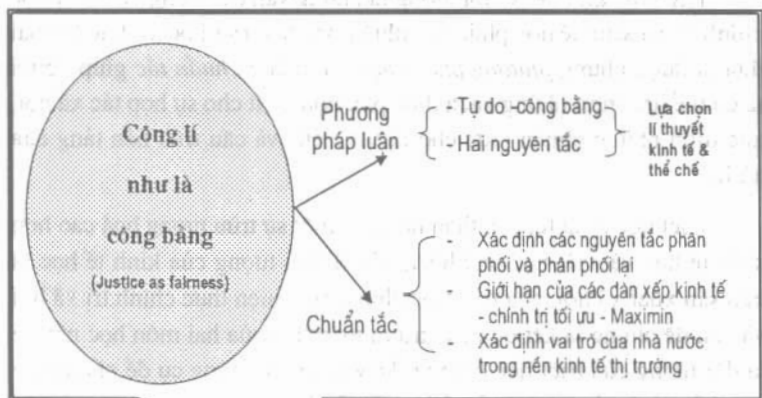 Công lí
như là
công bằng
(Justice as fairness)
Phương
pháp luận
- Tự do -công bằng
- Hai nguyên tắc
Lựa chọn
lí thuyết
kinh tế &
thể chế
Chuẩn tắc
- Xác định các nguyên tắc phân
phối và phân phối lại
- Giới hạn của các dàn xếp kinh tế
- chính trị tối ưu - Maximin
- Xác định vai trở của nhà nước
trong nền kinh tế thị trường